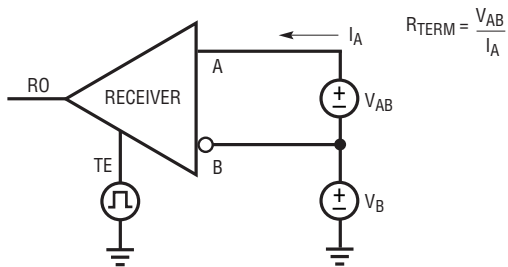 I_A
R_TERM = V_AB / I_A
A
RO
RECEIVER
+
−
V_AB
TE
B
+
−
V_B